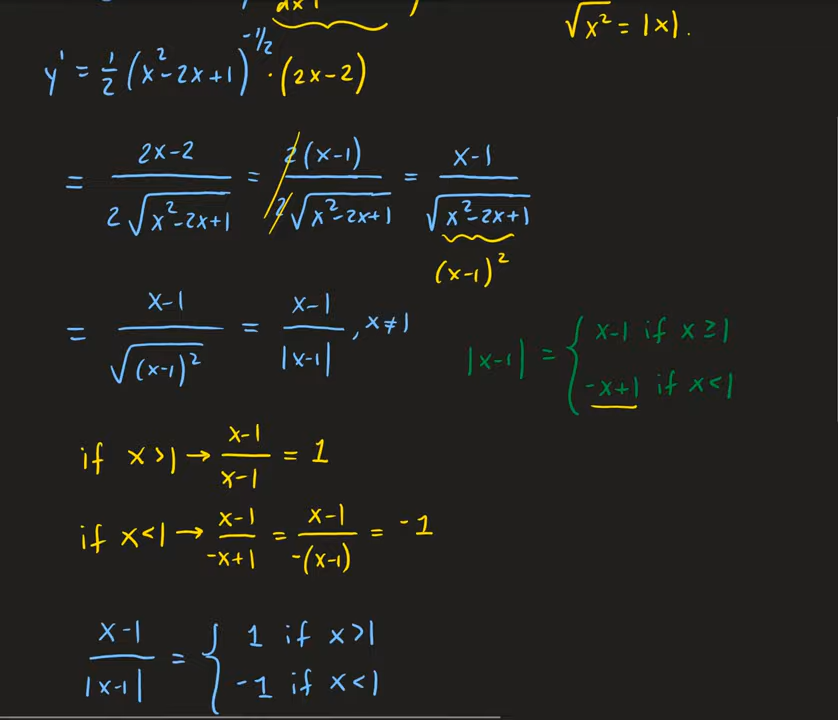 √x² = |x|.
y' = 1/2 (x²-2x+1)^(-1/2) · (2x-2)
= (2x-2)/(2√(x²-2x+1)) = 2(x-1)/(2√(x²-2x+1)) = (x-1)/√(x²-2x+1)
(x-1)²
= (x-1)/√((x-1)²) = (x-1)/|x-1| , x≠1
|x-1| = { x-1 if x≥1
-x+1 if x<1
if x>1 → (x-1)/(x-1) = 1
if x<1 → (x-1)/(-x+1) = (x-1)/(-(x-1)) = -1
(x-1)/|x-1| = { 1 if x>1
-1 if x<1